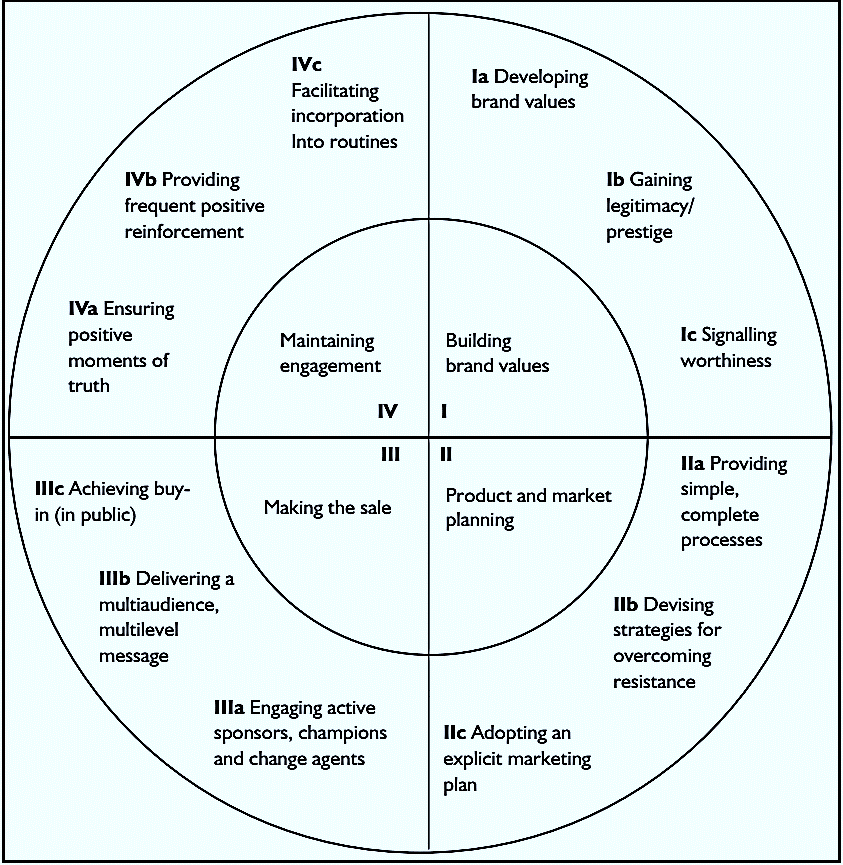 IVc
Facilitating
incorporation
Into routines
Ia Developing
brand values
IVb Providing
frequent positive
reinforcement
Ib Gaining
legitimacy/
prestige
IVa Ensuring
positive
moments of
truth
Ic Signalling
worthiness
Maintaining
engagement
Building
brand values
IV
I
III
II
IIIc Achieving buy-
in (in public)
Making the sale
Product and market
planning
IIa Providing
simple,
complete
processes
IIIb Delivering a
multiaudience,
multilevel
message
IIb Devising
strategies for
overcoming
resistance
IIIa Engaging active
sponsors, champions
and change agents
IIc Adopting an
explicit marketing
plan